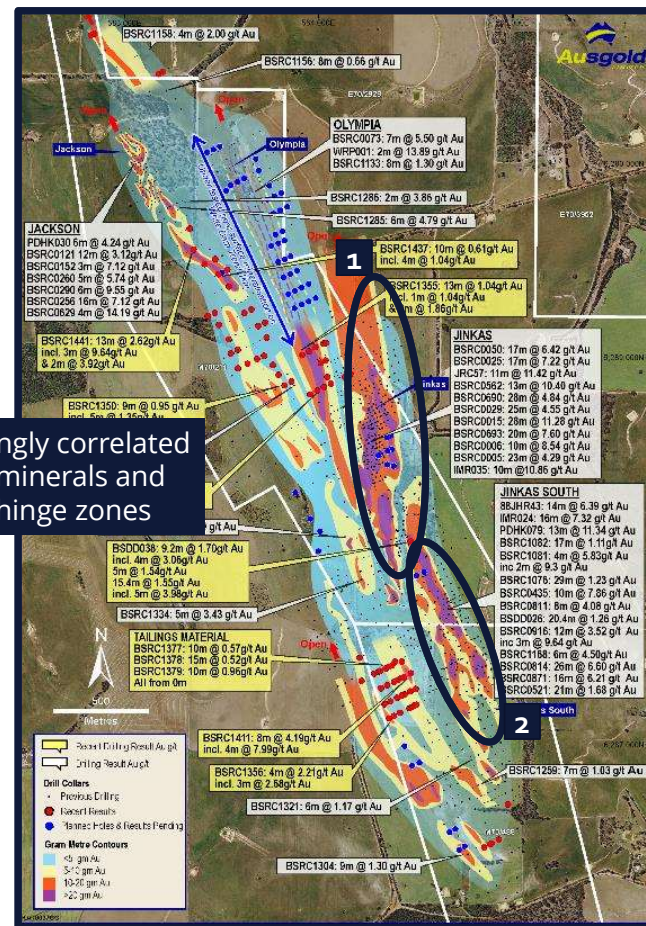 BSRC1158: 4m @ 2.00 g/t Au
Ausgold
BSRC1156: 8m @ 0.66 g/t Au
E70/2928
Open
Open
OLYMPIA
BSRC0073: 7m @ 5.50 g/t Au
WRP001: 2m @ 13.89 g/t Au
BSRC1133: 8m @ 1.30 g/t Au
Jackson
Olympia
BSRC1286: 2m @ 3.86 g/t Au
BSRC1285: 6m @ 4.79 g/t Au
JACKSON
PDHK030 6m @ 4.24 g/t Au
BSRC0121 12m @ 3.12g/t Au
BSRC0152 3m @ 7.12 g/t Au
BSRC0260 5m @ 5.74 g/t Au
BSRC0290 6m @ 9.55 g/t Au
BSRC0256 16m @ 7.12 g/t Au
BSRC0629 4m @ 14.19 g/t Au
BSRC1437: 10m @ 0.61g/t Au
incl. 4m @ 1.04g/t Au
1
BSRC1355: 13m @ 1.04g/t Au
incl. 1m @ 1.04g/t Au
BSRC1441: 13m @ 2.62g/t Au
incl. 3m @ 9.64g/t Au
& 2m @ 3.92g/t Au
JINKAS
BSRC0050: 17m @ 6.42 g/t Au
BSRC0025: 17m @ 7.22 g/t Au
JRC57: 11m @ 11.42 g/t Au
BSRC0562: 13m @ 10.40 g/t Au
BSRC0690: 28m @ 4.84 g/t Au
BSRC0029: 25m @ 4.55 g/t Au
BSRC0015: 28m @ 11.28 g/t Au
BSRC0693: 20m @ 7.60 g/t Au
BSRC0006: 10m @ 8.54 g/t Au
BSRC0005: 23m @ 4.29 g/t Au
IMR035: 10m @10.86 g/t Au
inkas
BSRC1350: 9m @ 0.95 g/t Au
ngly correlated
minerals and
hinge zones
g/t Au
JINKAS SOUTH
88JHR43: 14m @ 6.39 g/t Au
IMR024: 16m @ 7.32 g/t Au
PDHK079: 13m @ 11.34 g/t Au
BSRC1082: 17m @ 1.11g/t Au
BSRC1081: 4m @ 5.83g/t Au
inc 2m @ 9.3 g/t Au
BSRC1076: 29m @ 1.23 g/t Au
BSRC0435: 10m @ 7.86 g/t Au
BSRC0811: 8m @ 4.08 g/t Au
BSDD026: 20.4m @ 1.26 g/t Au
BSRC0916: 12m @ 3.52 g/t Au
inc 3m @ 9.64 g/t Au
BSRC1188: 6m @ 4.50g/t Au
BSRC0814: 26m @ 6.60 g/t Au
BSRC0871: 16m @ 6.21 g/t Au
BSRC0521: 21m @ 1.68 g/t Au
BSDD038: 9.2m @ 1.70g/t Au
incl. 4m @ 3.06g/t Au
5m @ 1.54g/t Au
15.4m @ 1.55g/t Au
incl. 5m @ 3.98g/t Au
BSRC1334: 5m @ 3.43 g/t Au
N
500
Metres
TAILINGS MATERIAL
BSRC1377: 10m @ 0.57g/t Au
BSRC1378: 15m @ 0.52g/t Au
BSRC1379: 10m @ 0.96g/t Au
All from 0m
Open
s South
2
BSRC1411: 8m @ 4.19g/t Au
incl. 4m @ 7.99g/t Au
BSRC1356: 4m @ 2.21g/t Au
incl. 3m @ 2.68g/t Au
BSRC1259: 7m @ 1.03 g/t Au
BSRC1321: 6m @ 1.17 g/t Au
BSRC1304: 9m @ 1.30 g/t Au
Recent Drilling Result Au g/t
Drilling Result Au g/t
Drill Collars
Previous Drilling
Recent Results
Planned Holes & Results Pending
Gram Metre Contours
<5 gm Au
5-10 gm Au
10-20 gm Au
>20 gm Au